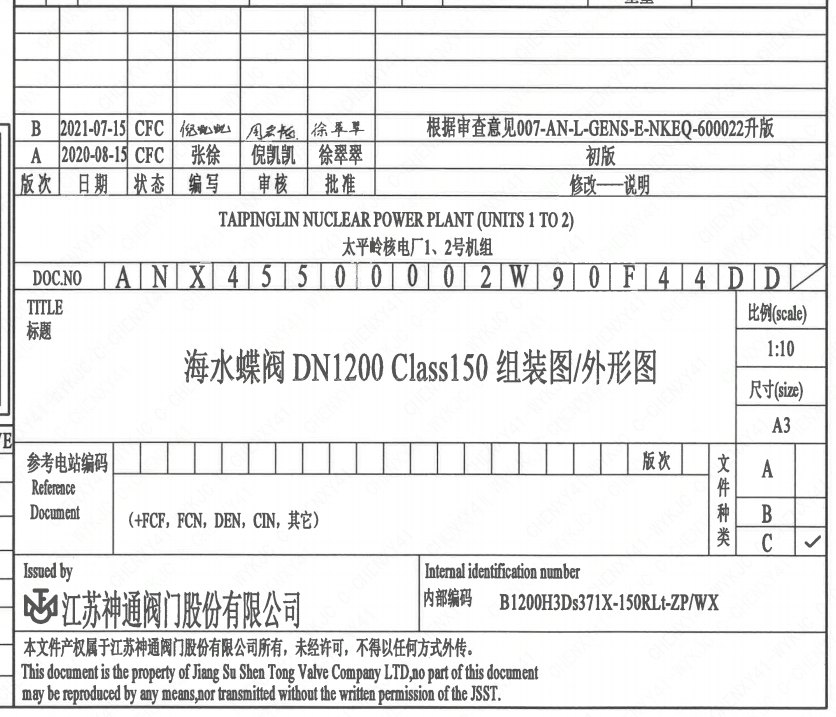 B 2021-07-15 CFC 倪凯凯 徐翠翠 根据审查意见007-AN-L-GENS-E-NKEQ-600022升版
A 2020-08-15 CFC 张徐 倪凯凯 徐翠翠 初版
版次 日期 状态 编写 审核 批准 修改——说明
TAIPINGLIN NUCLEAR POWER PLANT (UNITS 1 TO 2)
太平岭核电厂1、2号机组
DOC.NO A N X 4 5 5 0 0 0 0 2 W 9 0 F 4 4 D D
TITLE
标题
海水蝶阀 DN1200 Class150 组装图/外形图
比例(scale)
1:10
尺寸(size)
A3
参考电站编码
Reference
Document
版次
(+FCF, FCN, DEN, CIN, 其它)
文件种类
A
B
C ✓
Issued by
江苏神通阀门股份有限公司
Internal identification number
内部编码 B1200H3Ds371X-150RLt-ZP/WX
本文件产权属于江苏神通阀门股份有限公司所有，未经许可，不得以任何方式外传。
This document is the property of Jiang Su Shen Tong Valve Company LTD,no part of this document
may be reproduced by any means,nor transmitted without the written permission of the JSST.